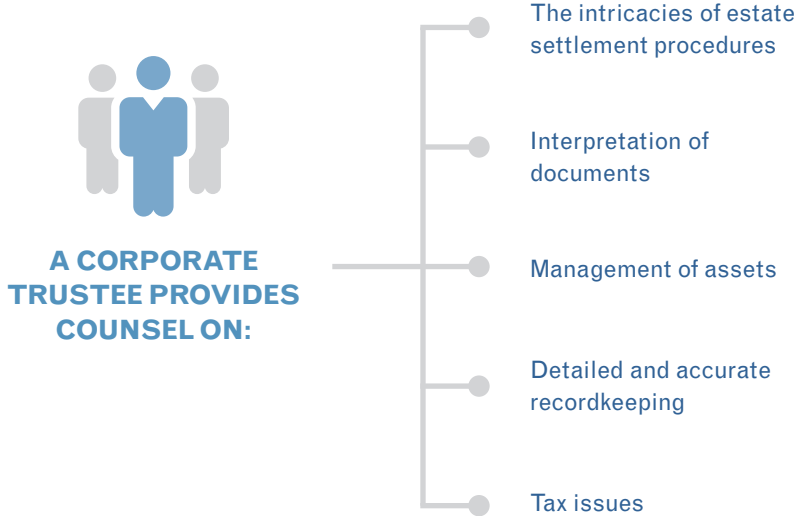 A CORPORATE
TRUSTEE PROVIDES
COUNSEL ON:
The intricacies of estate
settlement procedures
Interpretation of
documents
Management of assets
Detailed and accurate
recordkeeping
Tax issues